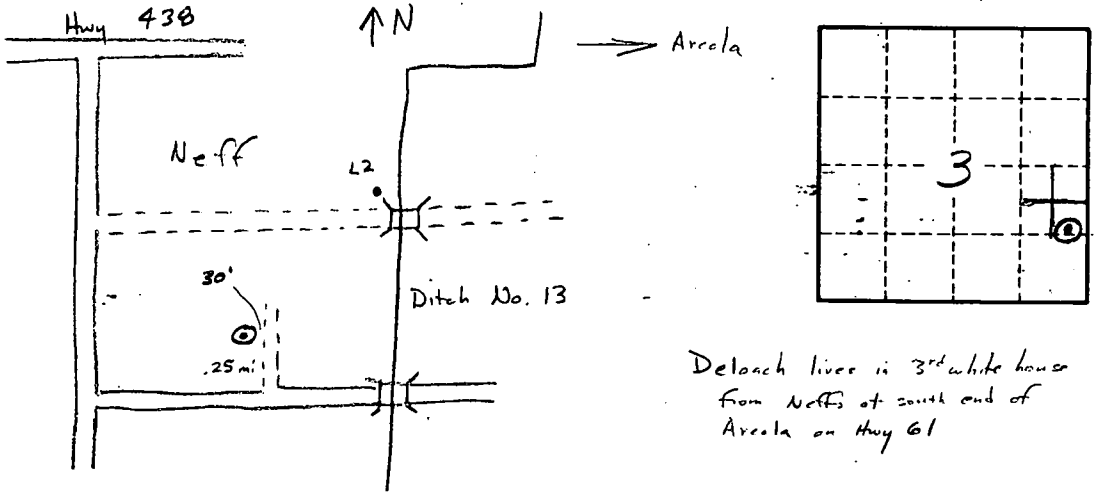 Hwy 438
N
Arcola
Neff
L2
3
30'
Ditch No. 13
.25 mi
Deloach lives in 3rd white house
from Neffs at south end of
Arcola on Hwy 61